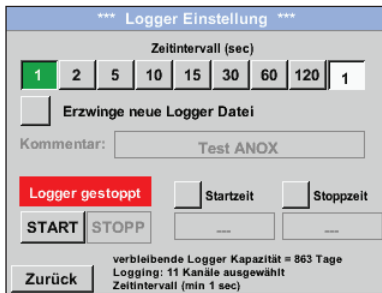 *** Logger Einstellung ***
Zeitintervall (sec)
1 2 5 10 15 30 60 120 1
Erzwinge neue Logger Datei
Kommentar: Test ANOX
Logger gestoppt Startzeit Stoppzeit
START STOPP --- ---
verbleibende Logger Kapazität = 863 Tage
Logging: 11 Kanäle ausgewählt
Zurück Zeitintervall (min 1 sec)